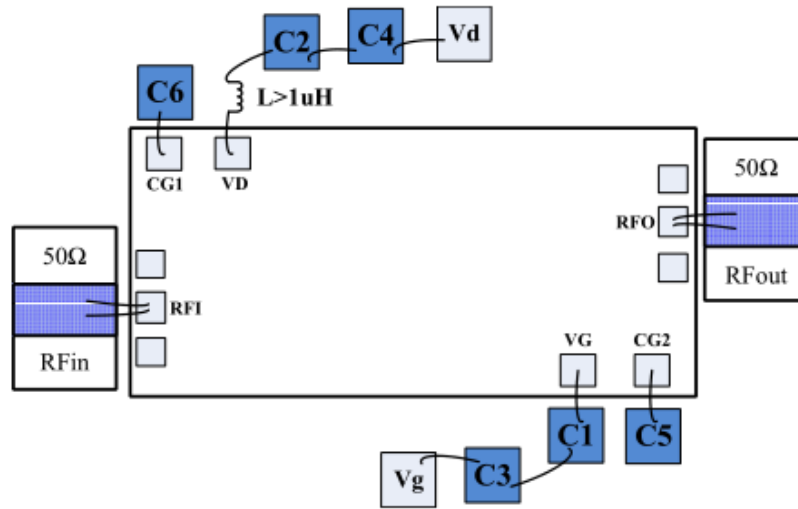 C2
C4
Vd
C6
L>1uH
CG1
VD
50Ω
RFO
RFout
50Ω
RFI
RFin
VG
CG2
C1
C5
Vg
C3